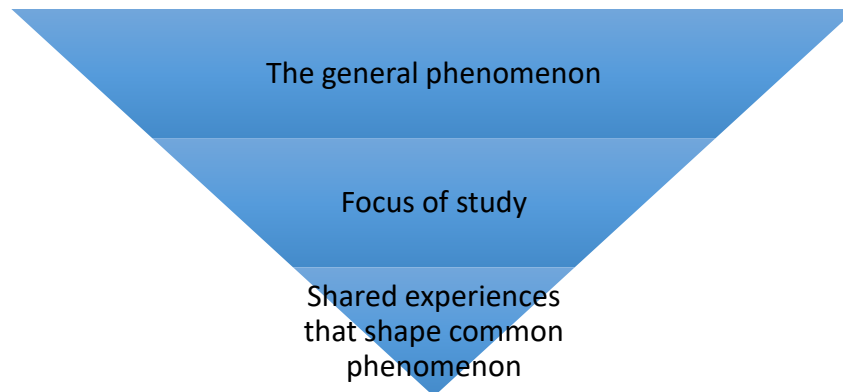 The general phenomenon
Focus of study
Shared experiences
that shape common
phenomenon